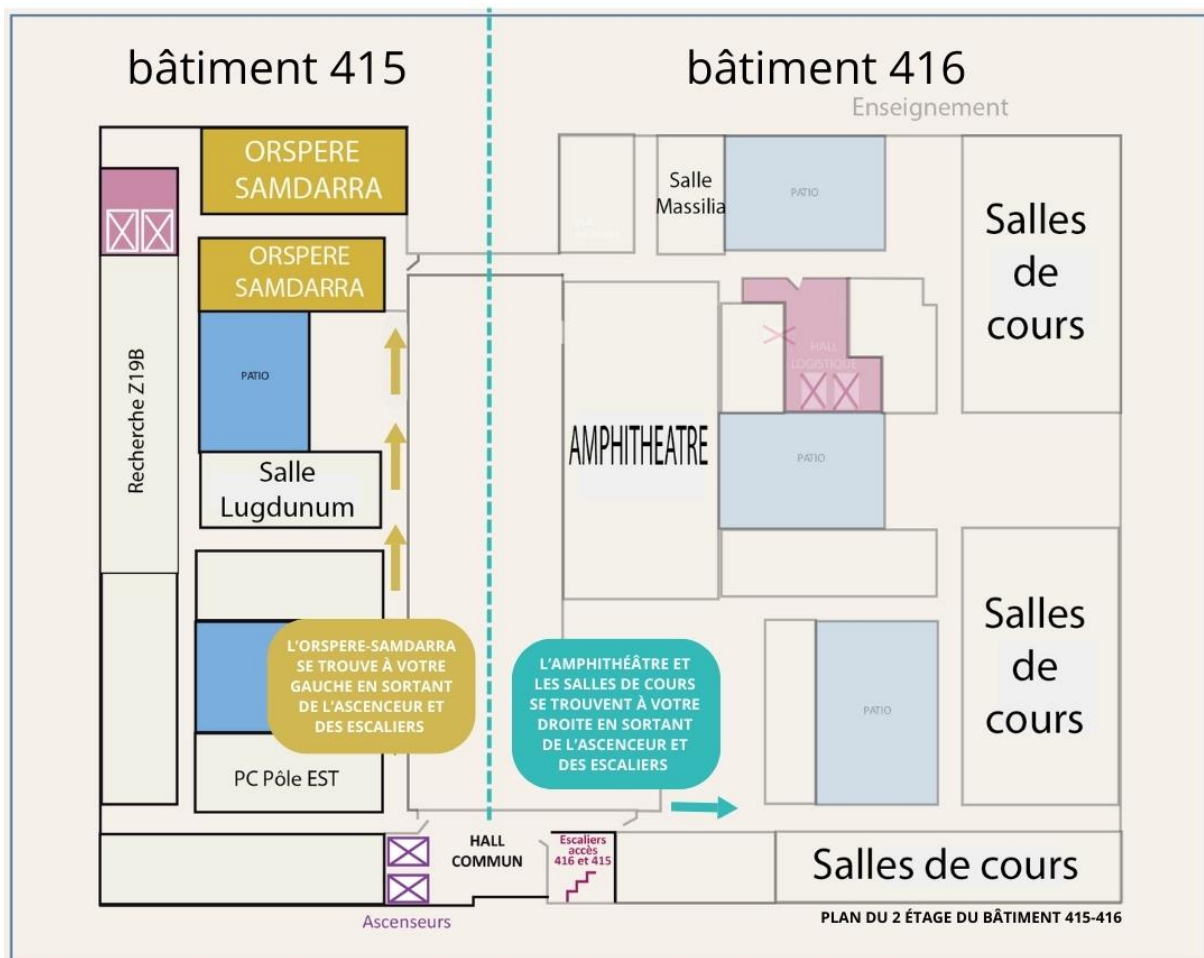 bâtiment 415
bâtiment 416
Enseignement
ORSPERE
SAMDARRA
ORSPERE
SAMDARRA
Recherche Z19B
PATIO
Salle
Lugdunum
L'ORSPERE-SAMDARRA
SE TROUVE À VOTRE
GAUCHE EN SORTANT
DE L'ASCENCEUR ET
DES ESCALIERS
PC Pôle EST
Salle
Massilia
PATIO
Salles
de
cours
HALL
LOGISTIQUE
AMPHITHEATRE
PATIO
L'AMPHITHÉÂTRE ET
LES SALLES DE COURS
SE TROUVENT À VOTRE
DROITE EN SORTANT
DE L'ASCENCEUR ET
DES ESCALIERS
PATIO
Salles
de
cours
HALL
COMMUN
Escaliers
accès
416 et 415
Salles de cours
Ascenseurs
PLAN DU 2 ÉTAGE DU BÂTIMENT 415-416